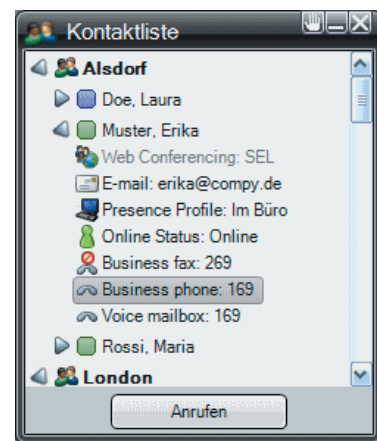 Kontaktliste
Alsdorf
Doe, Laura
Muster, Erika
Web Conferencing: SEL
E-mail: erika@compy.de
Presence Profile: Im Büro
Online Status: Online
Business fax: 269
Business phone: 169
Voice mailbox: 169
Rossi, Maria
London
Anrufen